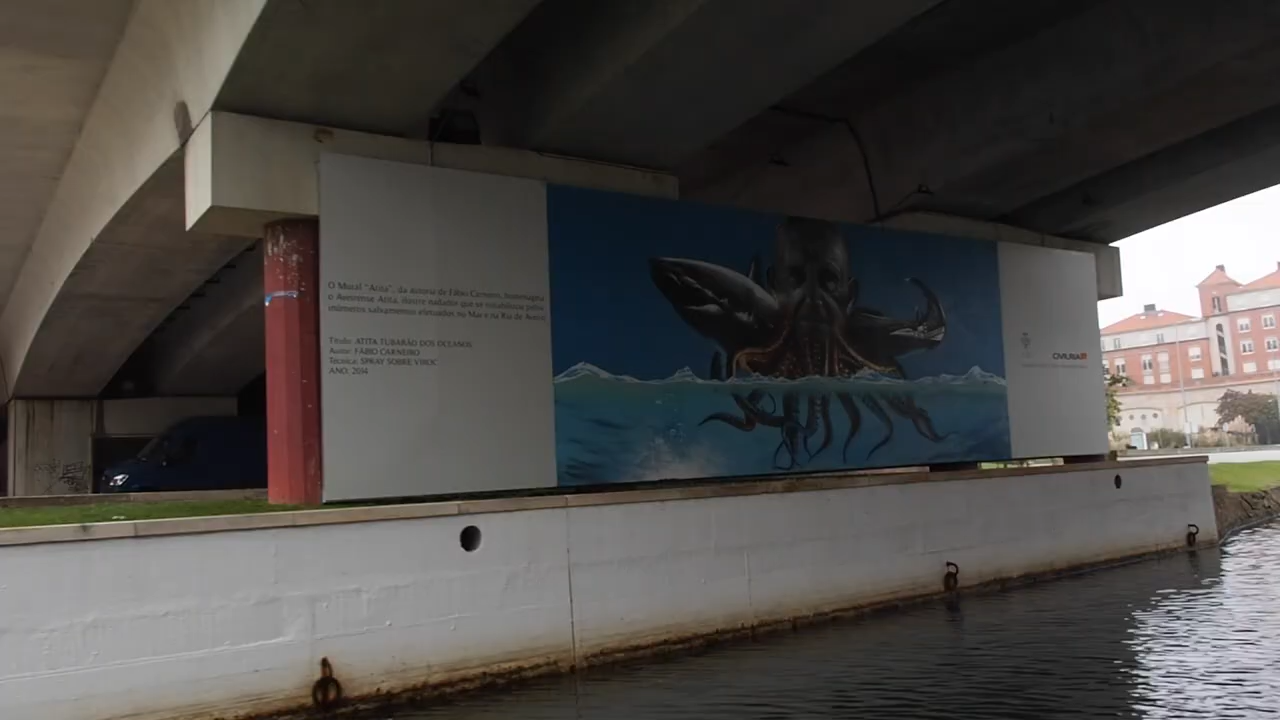 O Mural "Atita", da autoria de Fábio Carneiro, homenageia
o Aveirense Atita, ilustre nadador que se notabilizou pelos
inúmeros salvamentos efetuados no Mar e na Ria de Aveiro.
Título: ATITA TUBARÃO DOS OCEANOS
Autor: FÁBIO CARNEIRO
Técnica: SPRAY SOBRE VIROC
ANO: 2014
CIVILRIA